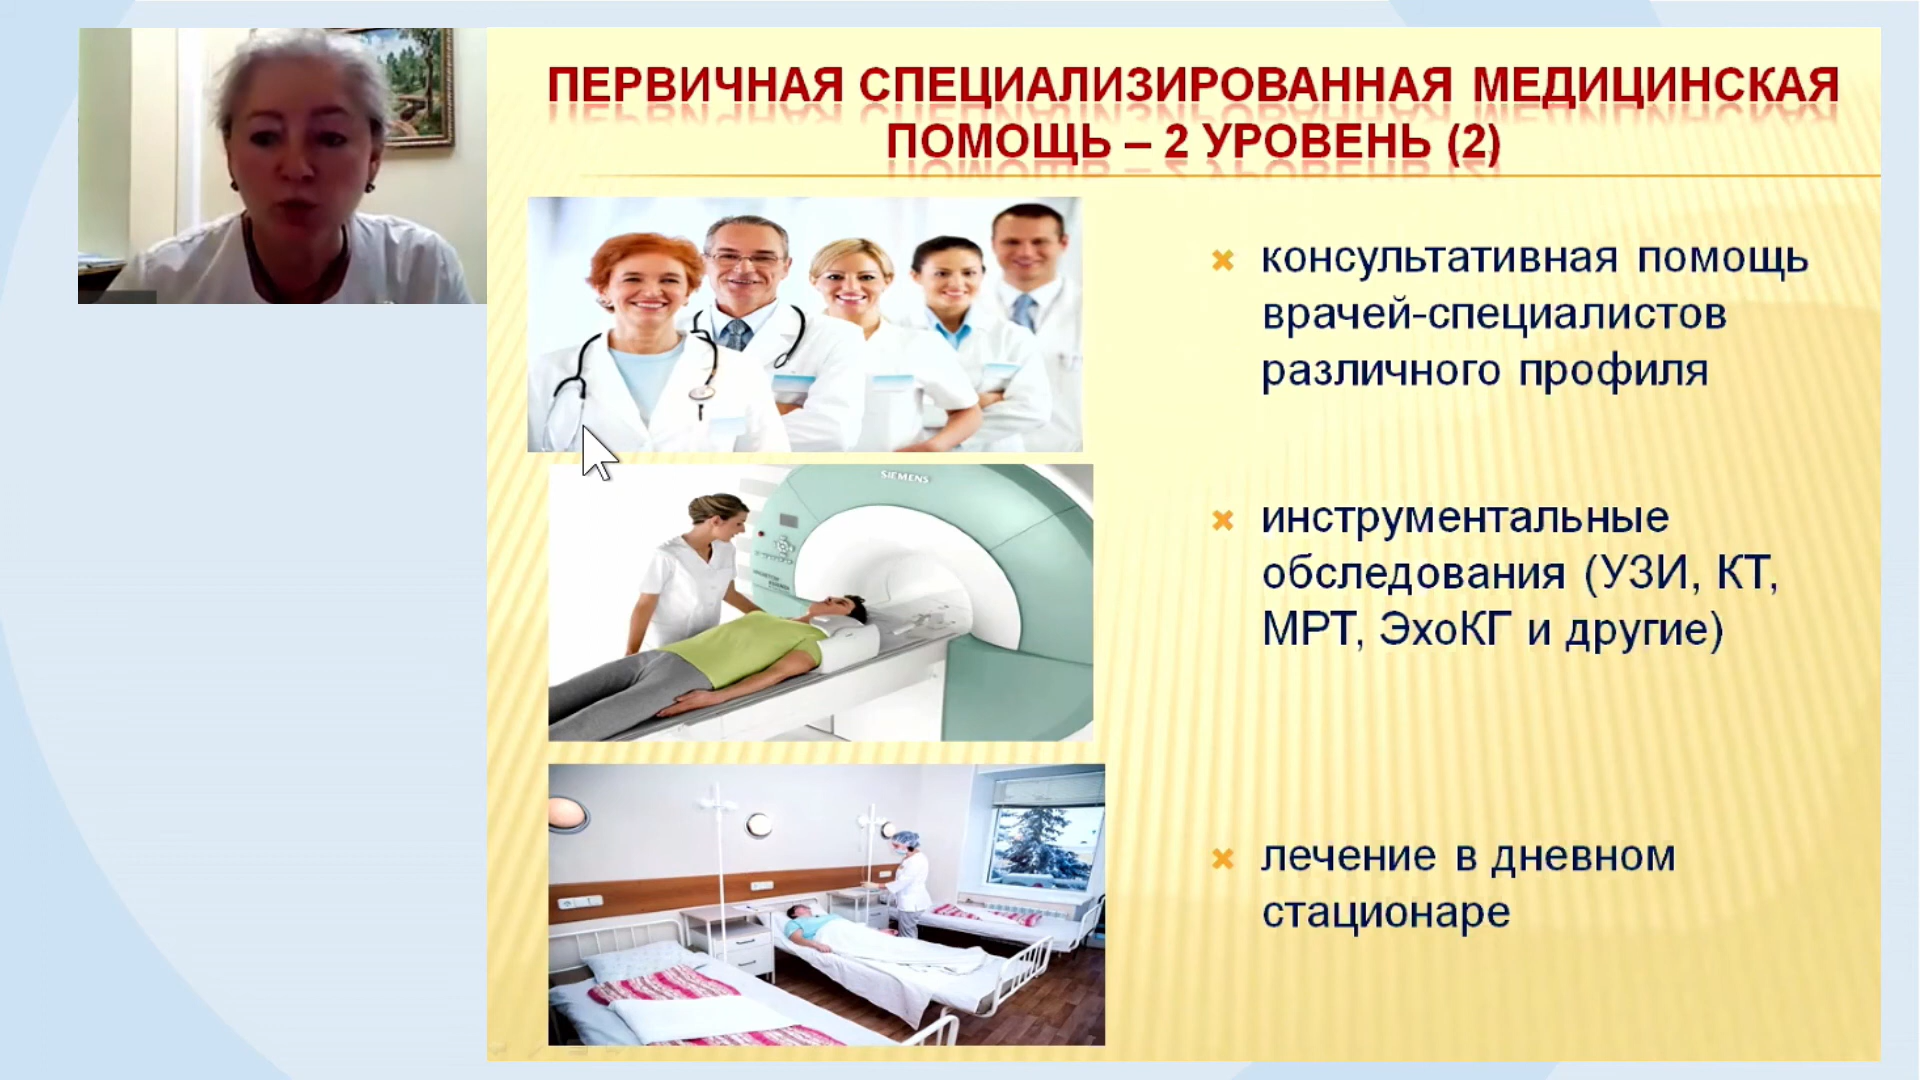 ПЕРВИЧНАЯ СПЕЦИАЛИЗИРОВАННАЯ МЕДИЦИНСКАЯ
ПОМОЩЬ – 2 УРОВЕНЬ (2)
консультативная помощь
врачей-специалистов
различного профиля
SIEMENS
инструментальные
обследования (УЗИ, КТ,
МРТ, ЭхоКГ и другие)
лечение в дневном
стационаре